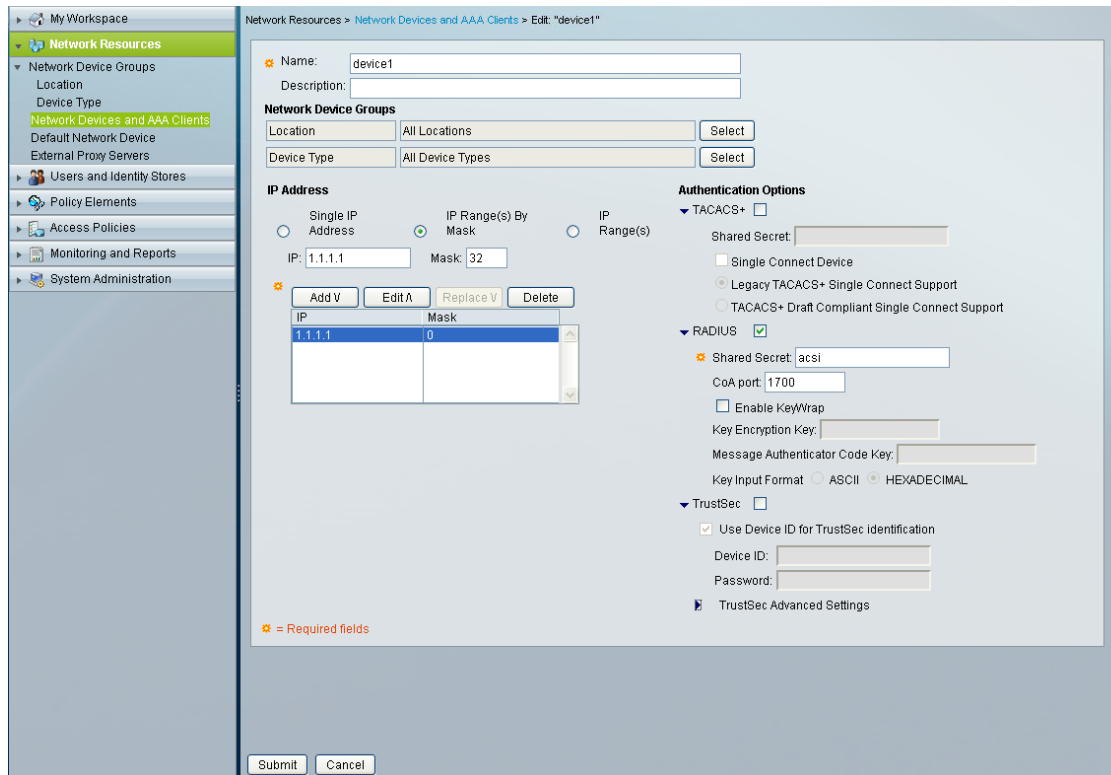 My Workspace
Network Resources
Network Device Groups
Location
Device Type
Network Devices and AAA Clients
Default Network Device
External Proxy Servers
Users and Identity Stores
Policy Elements
Access Policies
Monitoring and Reports
System Administration
Network Resources > Network Devices and AAA Clients > Edit: "device1"
Name: device1
Description:
Network Device Groups
Location All Locations Select
Device Type All Device Types Select
IP Address
Single IP Address
IP Range(s) By Mask
IP Range(s)
IP: 1.1.1.1 Mask: 32
Add V Edit Λ Replace V Delete
IP Mask
1.1.1.1 0
= Required fields
Authentication Options
TACACS+
Shared Secret:
Single Connect Device
Legacy TACACS+ Single Connect Support
TACACS+ Draft Compliant Single Connect Support
RADIUS
Shared Secret: acsi
CoA port: 1700
Enable KeyWrap
Key Encryption Key:
Message Authenticator Code Key:
Key Input Format ASCII HEXADECIMAL
TrustSec
Use Device ID for TrustSec identification
Device ID:
Password:
TrustSec Advanced Settings
Submit Cancel